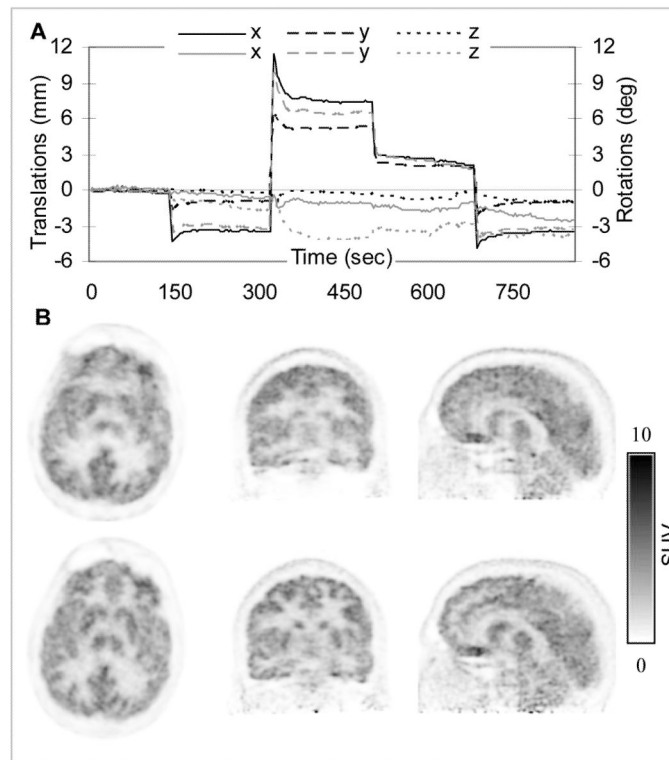 A
x y z
x y z
12 12
9 9
6 6
3 3
0 0
-3 -3
-6 -6
Translations (mm)
Rotations (deg)
Time (sec)
0 150 300 450 600 750
B
10
SUV
0